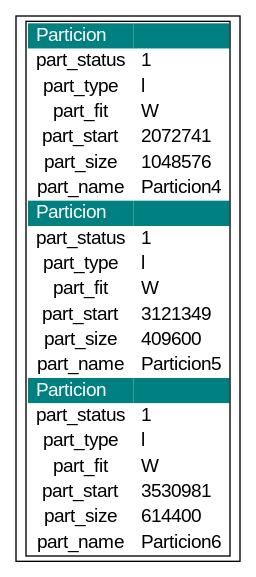 Particion
part_status 1
part_type l
part_fit W
part_start 2072741
part_size 1048576
part_name Particion4
Particion
part_status 1
part_type l
part_fit W
part_start 3121349
part_size 409600
part_name Particion5
Particion
part_status 1
part_type l
part_fit W
part_start 3530981
part_size 614400
part_name Particion6